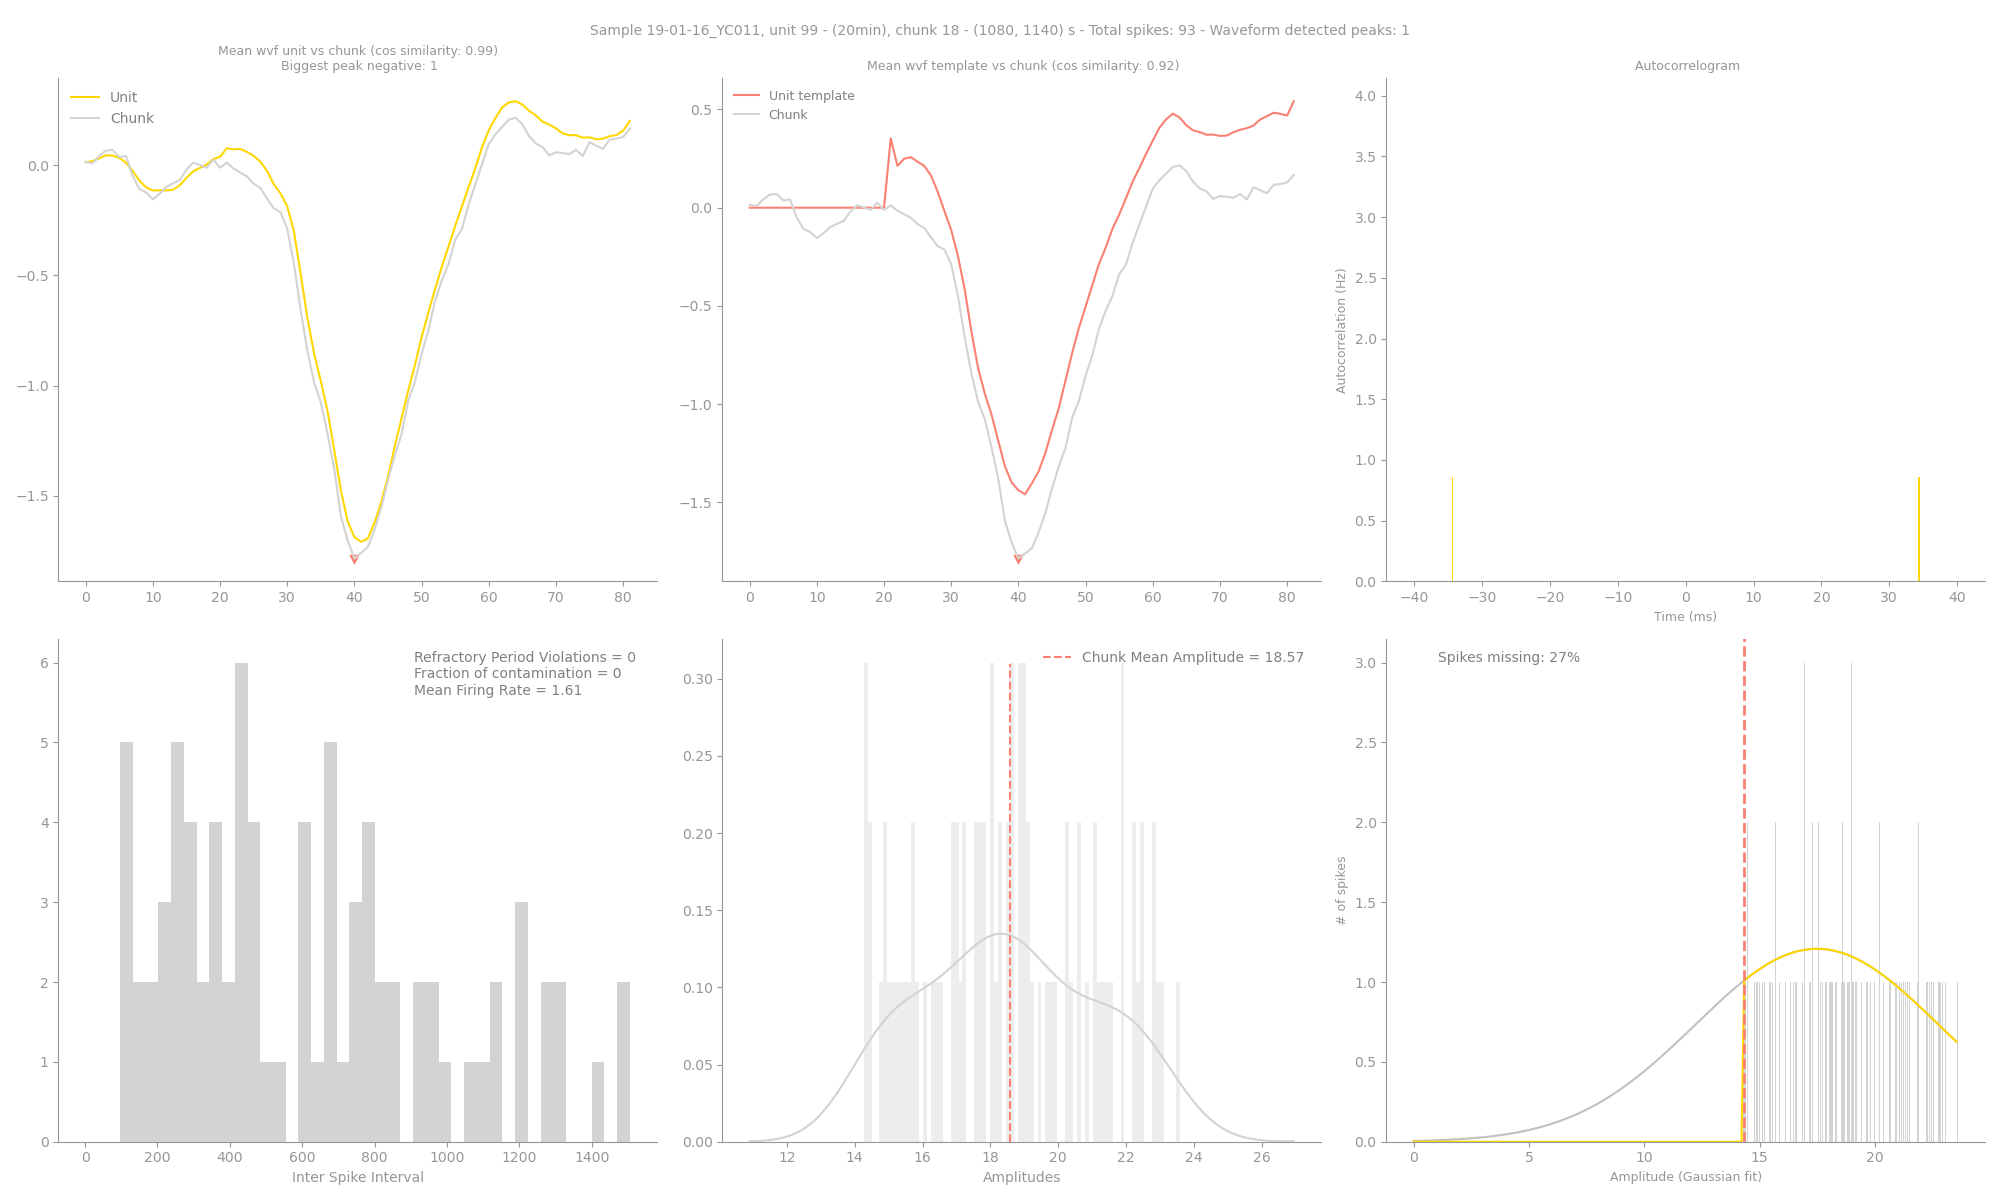 Sample 19-01-16_YC011, unit 99 - (20min), chunk 18 - (1080, 1140) s - Total spikes: 93 - Waveform detected peaks: 1
Mean wvf unit vs chunk (cos similarity: 0.99)
Biggest peak negative: 1
Unit
Chunk
0.0
−0.5
−1.0
−1.5
0 10 20 30 40 50 60 70 80
Mean wvf template vs chunk (cos similarity: 0.92)
Unit template
Chunk
0.5
0.0
−0.5
−1.0
−1.5
0 10 20 30 40 50 60 70 80
Autocorrelogram
Autocorrelation (Hz)
4.0
3.5
3.0
2.5
2.0
1.5
1.0
0.5
0.0
−40 −30 −20 −10 0 10 20 30 40
Time (ms)
Refractory Period Violations = 0
Fraction of contamination = 0
Mean Firing Rate = 1.61
6
5
4
3
2
1
0
0 200 400 600 800 1000 1200 1400
Inter Spike Interval
Chunk Mean Amplitude = 18.57
0.30
0.25
0.20
0.15
0.10
0.05
0.00
12 14 16 18 20 22 24 26
Amplitudes
Spikes missing: 27%
# of spikes
3.0
2.5
2.0
1.5
1.0
0.5
0.0
0 5 10 15 20
Amplitude (Gaussian fit)